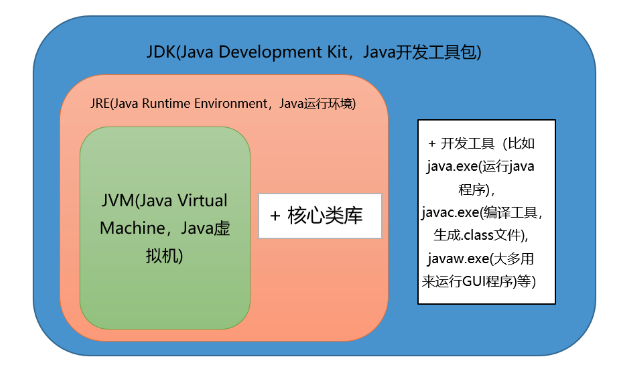 JDK(Java Development Kit，Java开发工具包)
JRE(Java Runtime Environment，Java运行环境)
JVM(Java Virtual
Machine，Java虚
拟机)
+ 核心类库
+ 开发工具（比如
java.exe(运行java
程序)，
javac.exe(编译工具，
生成.class文件),
javaw.exe(大多用
来运行GUI程序)等）